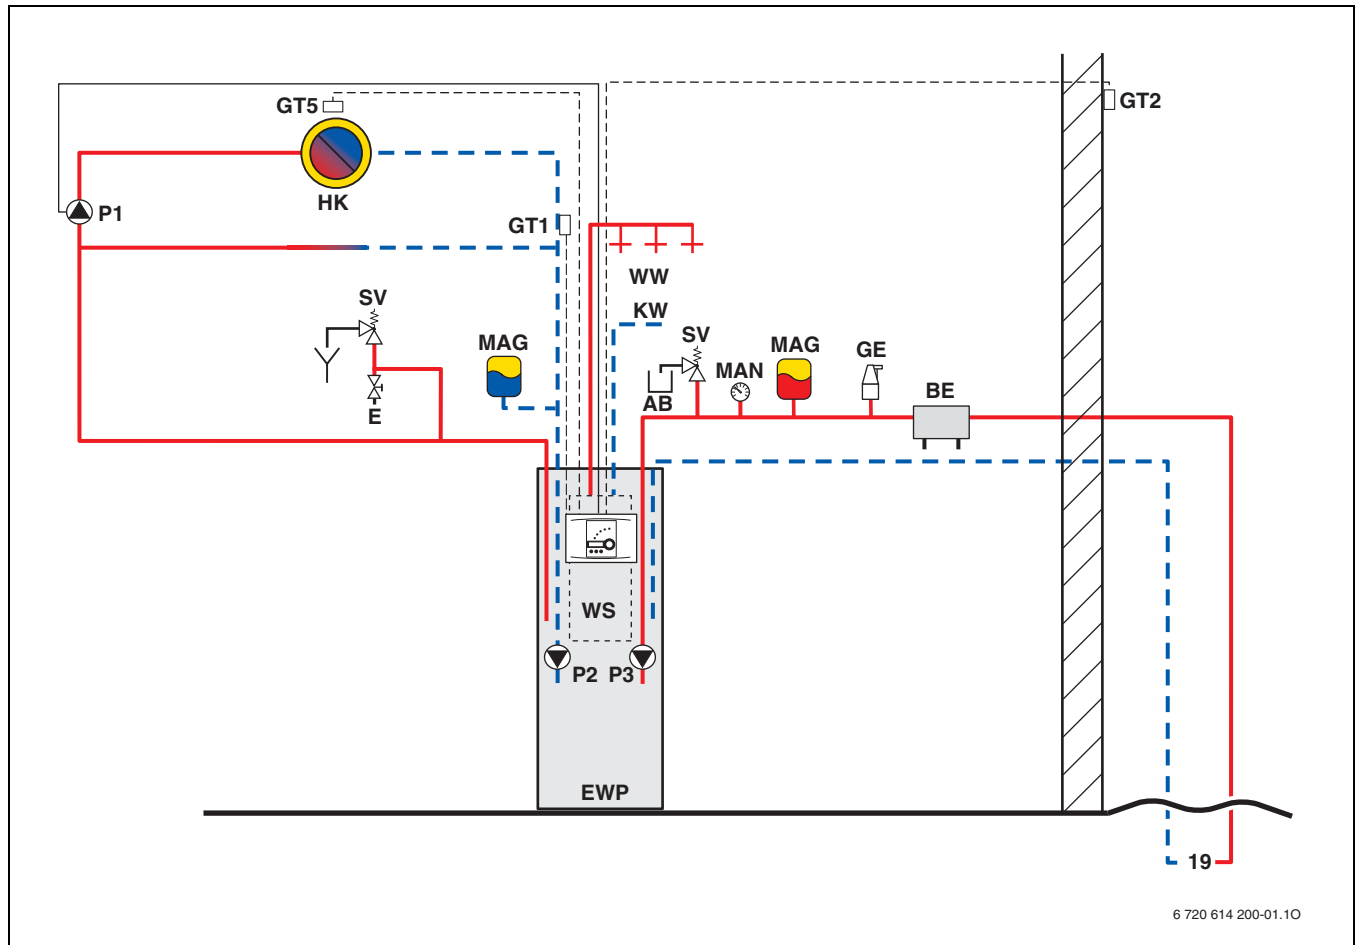 GT5
GT2
HK
P1
GT1
WW
KW
SV
SV
MAG
MAG
GE
MAN
BE
AB
E
WS
P2
P3
EWP
19
6 720 614 200-01.1O